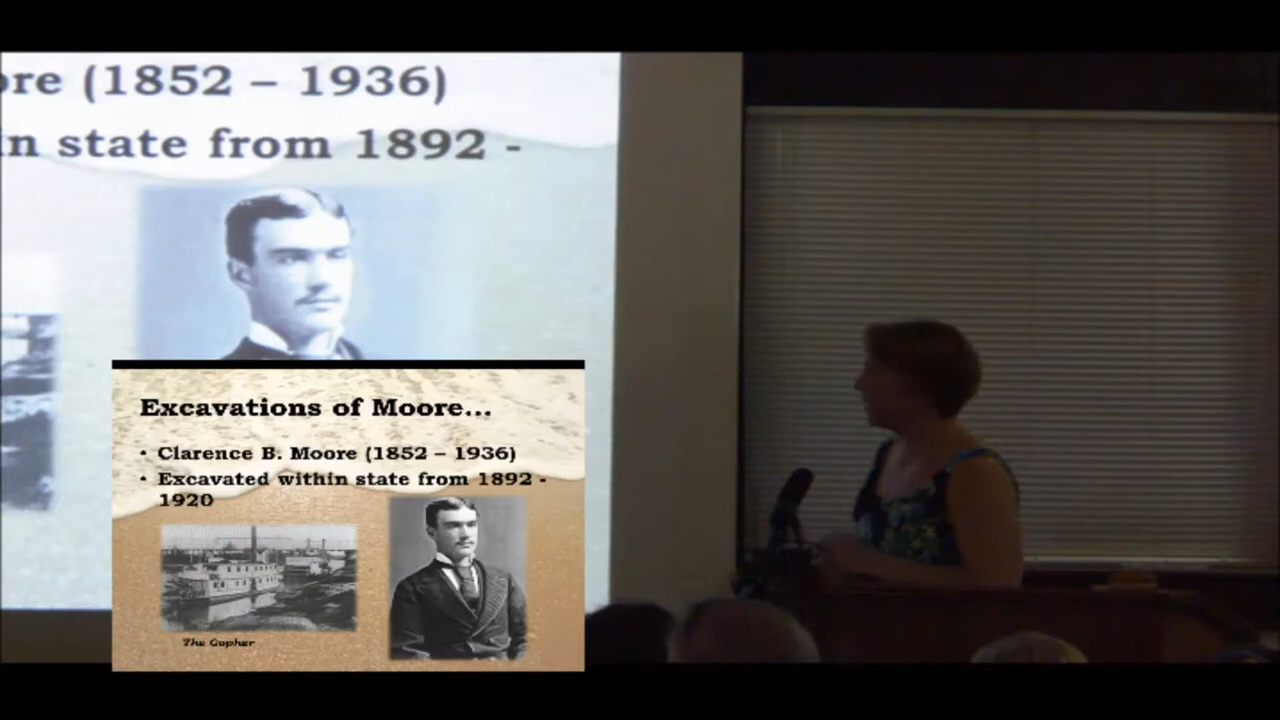 ore (1852 – 1936)
in state from 1892 -
Excavations of Moore...
• Clarence B. Moore (1852 – 1936)
• Excavated within state from 1892 -
1920
The Gopher